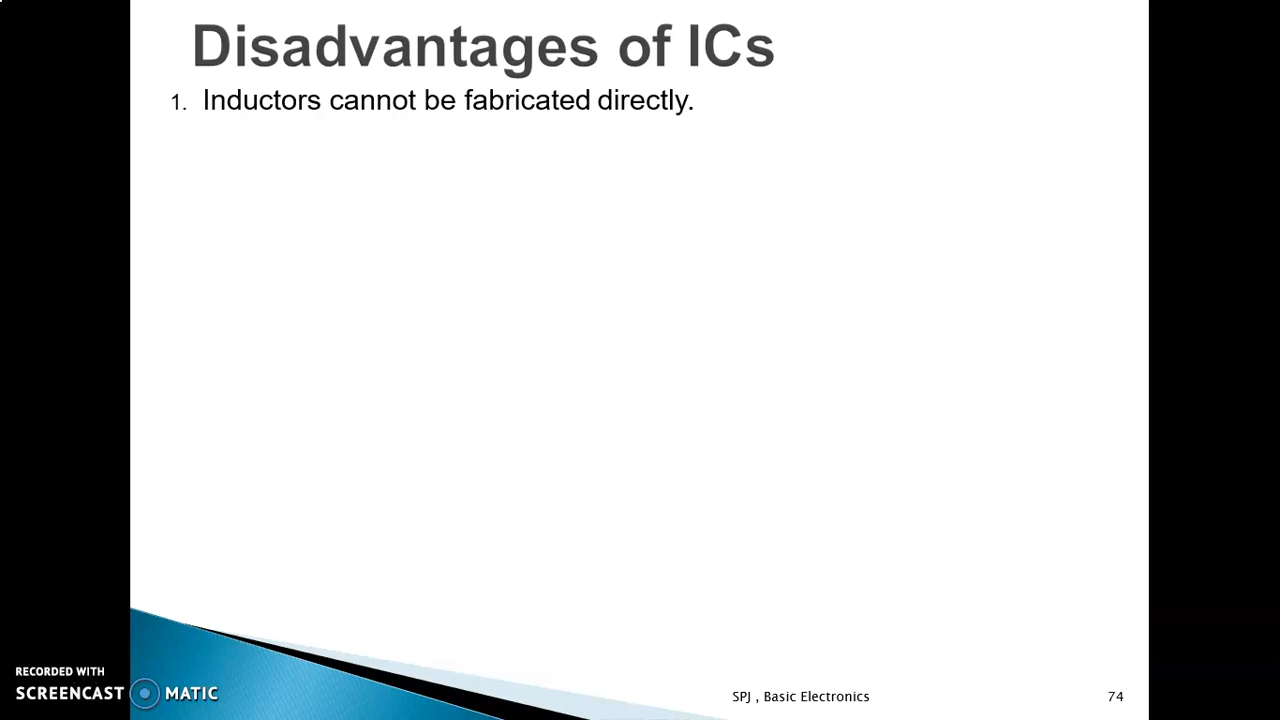 Disadvantages of ICs
1. Inductors cannot be fabricated directly.
RECORDED WITH
SCREENCAST MATIC
SPJ , Basic Electronics
74